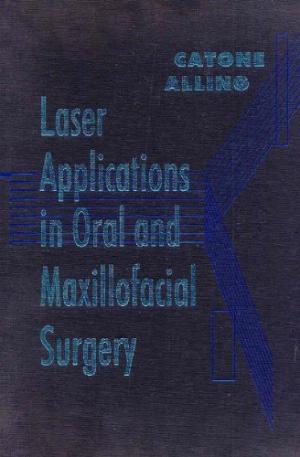 CATONE
ALLING
Laser
Applications
in Oral and
Maxillofacial
Surgery